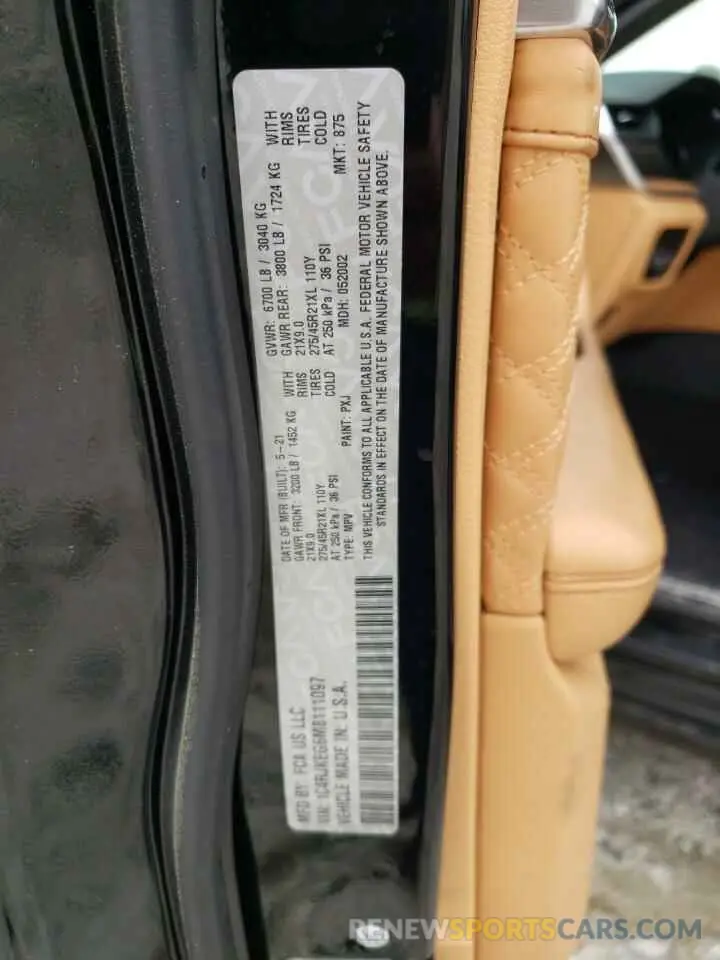 MFD BY: FCA US LLC
DATE OF MFR (BUILT): 5-21
GVWR: 6700 LB / 3040 KG
GAWR FRONT: 3200 LB / 1452 KG WITH
21X9.0 RIMS
275/45R21XL 110Y TIRES
AT 250 kPa / 36 PSI COLD
GAWR REAR: 3800 LB / 1724 KG WITH
21X9.0 RIMS
275/45R21XL 110Y TIRES
AT 250 kPa / 36 PSI COLD
VIN: 1C4RJKEG6M8111097
TYPE: MPV
PAINT: PXJ
MDH: 052002
MKT: 875
VEHICLE MADE IN: U.S.A.
THIS VEHICLE CONFORMS TO ALL APPLICABLE U.S.A. FEDERAL MOTOR VEHICLE SAFETY
STANDARDS IN EFFECT ON THE DATE OF MANUFACTURE SHOWN ABOVE.
RENEWSPORTSCARS.COM